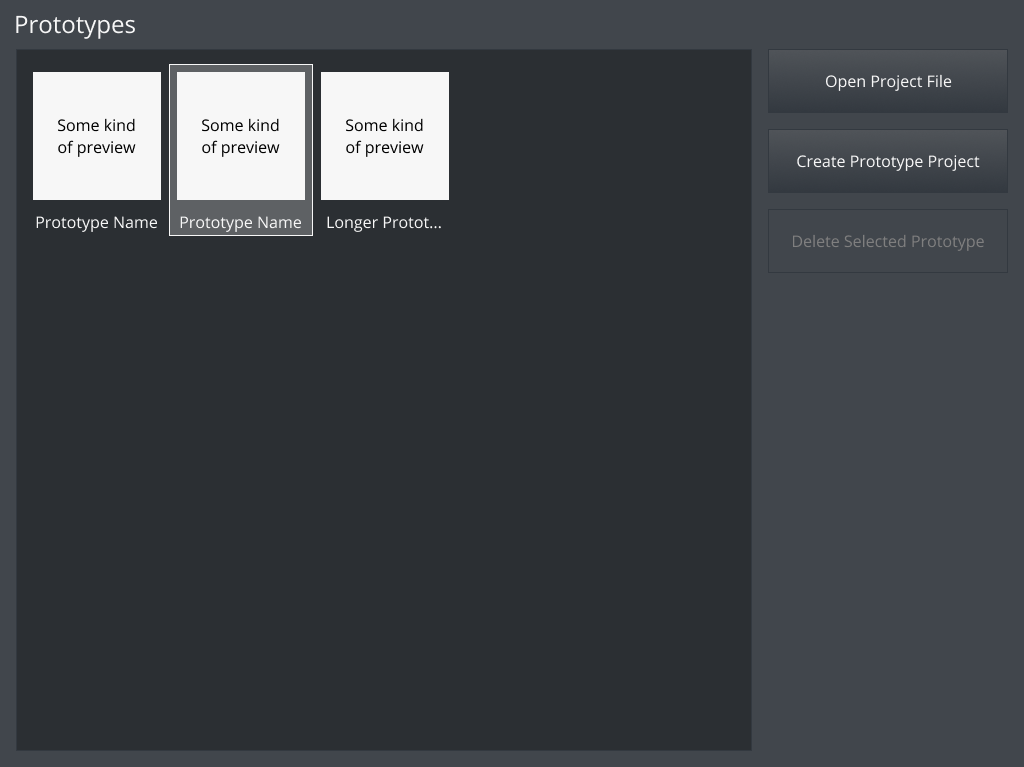 Prototypes
Some kind
of preview
Prototype Name
Some kind
of preview
Prototype Name
Some kind
of preview
Longer Protot...
Open Project File
Create Prototype Project
Delete Selected Prototype